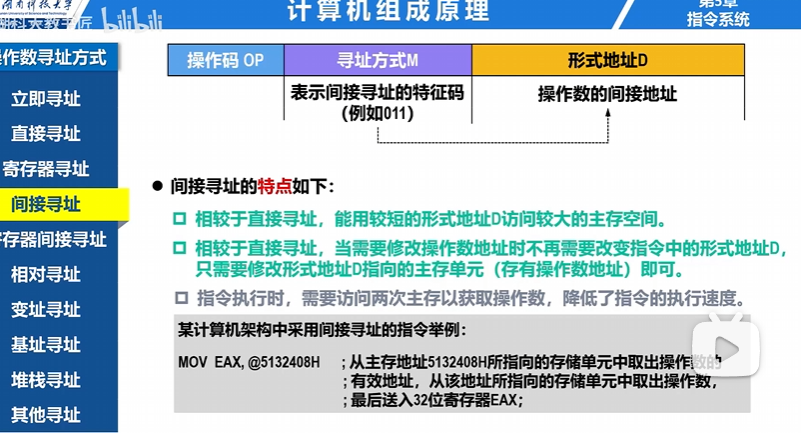 计算机组成原理
第5章
指令系统
bilibili
操作数寻址方式
立即寻址
直接寻址
寄存器寻址
间接寻址
寄存器间接寻址
相对寻址
变址寻址
基址寻址
堆栈寻址
其他寻址
操作码 OP 寻址方式M 形式地址D
表示间接寻址的特征码
(例如011)
操作数的间接地址
● 间接寻址的特点如下：
相较于直接寻址，能用较短的形式地址D访问较大的主存空间。
相较于直接寻址，当需要修改操作数地址时不再需要改变指令中的形式地址D，
只需要修改形式地址D指向的主存单元（存有操作数地址）即可。
指令执行时，需要访问两次主存以获取操作数，降低了指令的执行速度。
某计算机架构中采用间接寻址的指令举例：
MOV EAX, @5132408H ; 从主存地址5132408H所指向的存储单元中取出操作数的
; 有效地址，从该地址所指向的存储单元中取出操作数，
; 最后送入32位寄存器EAX；